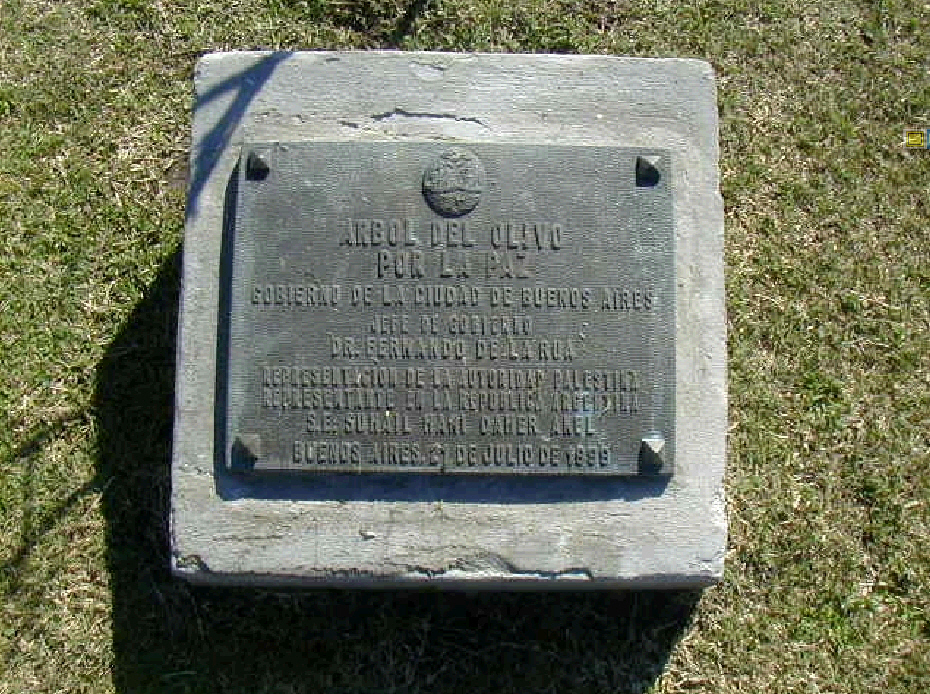 ARBOL DEL OLIVO
POR LA PAZ
GOBIERNO DE LA CIUDAD DE BUENOS AIRES
JEFE DE GOBIERNO
DR. FERNANDO DE LA RUA
REPRESENTACION DE LA AUTORIDAD PALESTINA
REPRESENTANTE EN LA REPUBLICA ARGENTINA
S.E. SUHAIL HANI DAHER AKEL
BUENOS AIRES, DE JULIO DE